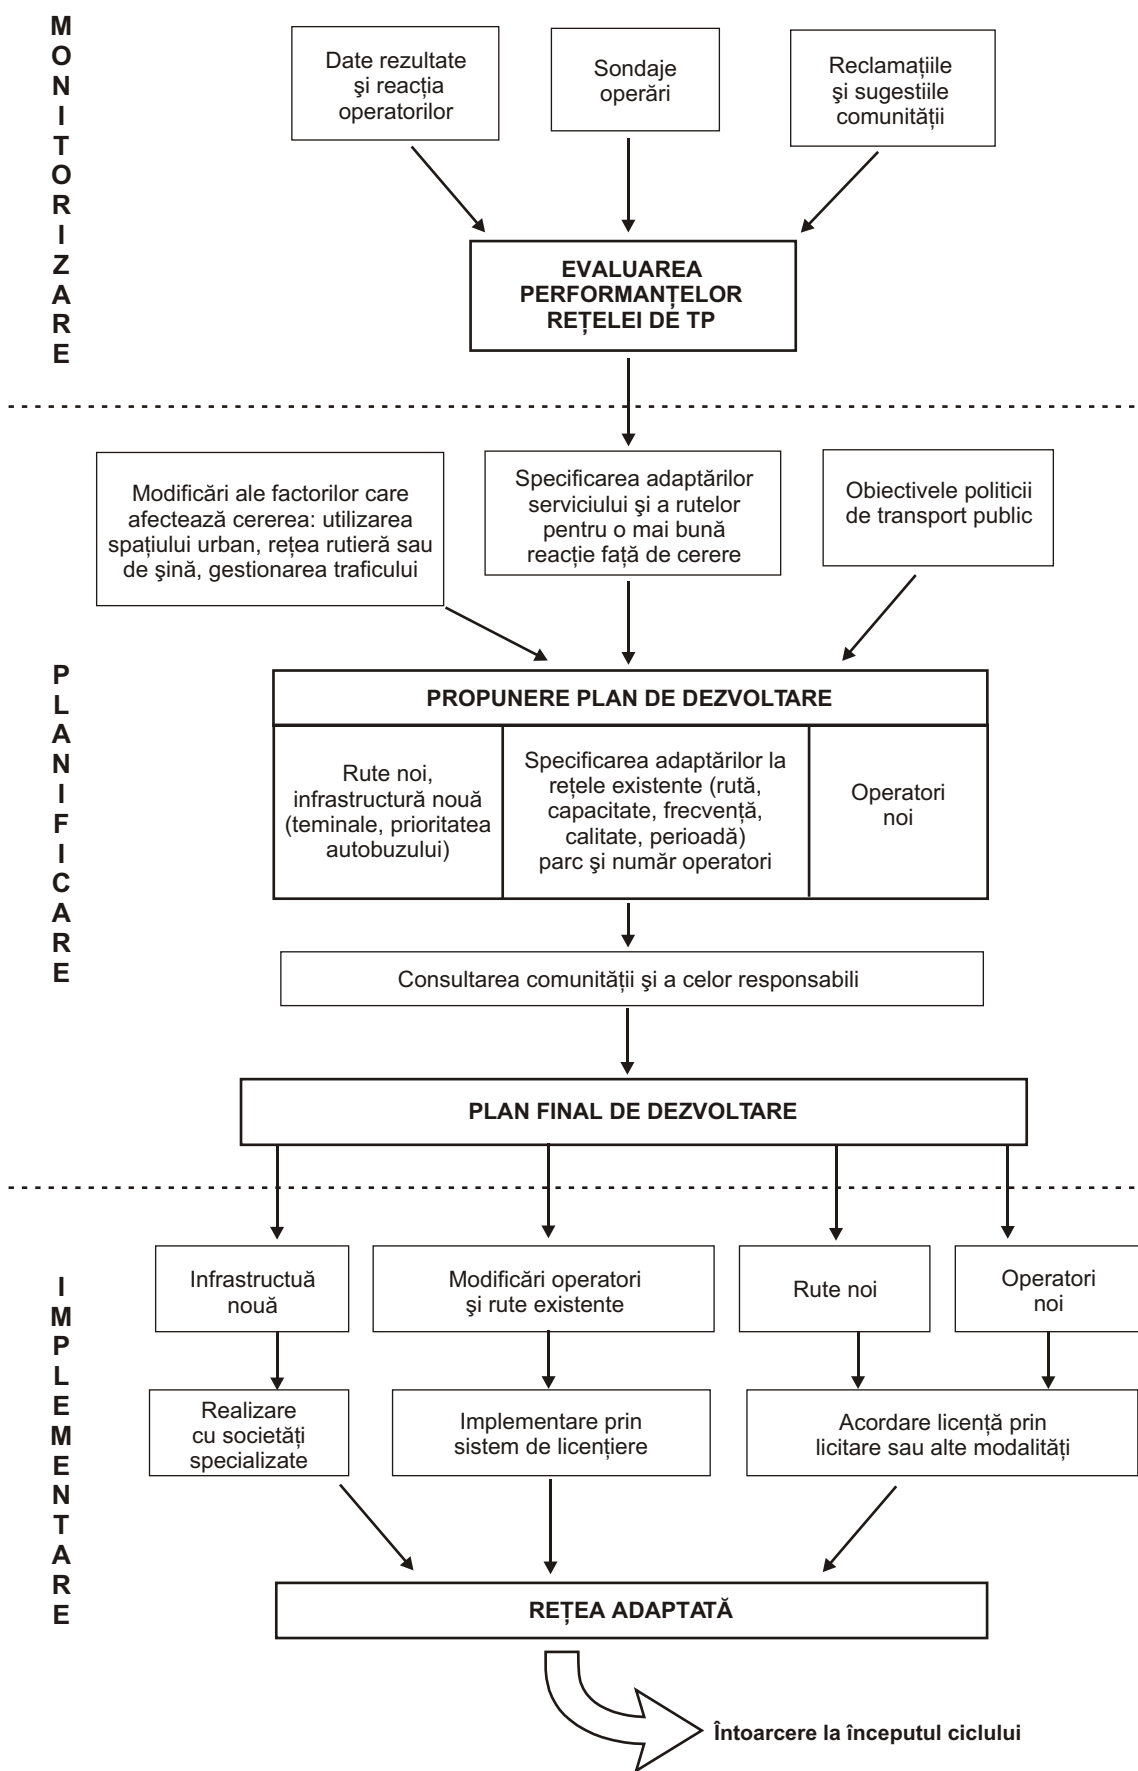 MONITORIZARE
Date rezultate
şi reacția
operatorilor
Sondaje
operări
Reclamațiile
şi sugestiile
comunității
EVALUAREA
PERFORMANȚELOR
REȚELEI DE TP
PLANIFICARE
Modificări ale factorilor care
afectează cererea: utilizarea
spațiului urban, rețea rutieră sau
de şină, gestionarea traficului
Specificarea adaptărilor
serviciului şi a rutelor
pentru o mai bună
reacție față de cerere
Obiectivele politicii
de transport public
PROPUNERE PLAN DE DEZVOLTARE
Rute noi,
infrastructură nouă
(teminale, prioritatea
autobuzului)
Specificarea adaptărilor la
rețele existente (rută,
capacitate, frecvență,
calitate, perioadă)
parc şi număr operatori
Operatori
noi
Consultarea comunității şi a celor responsabili
PLAN FINAL DE DEZVOLTARE
IMPLEMENTARE
Infrastructuă
nouă
Modificări operatori
şi rute existente
Rute noi
Operatori
noi
Realizare
cu societăți
specializate
Implementare prin
sistem de licențiere
Acordare licență prin
licitare sau alte modalități
REȚEA ADAPTATĂ
Întoarcere la începutul ciclului